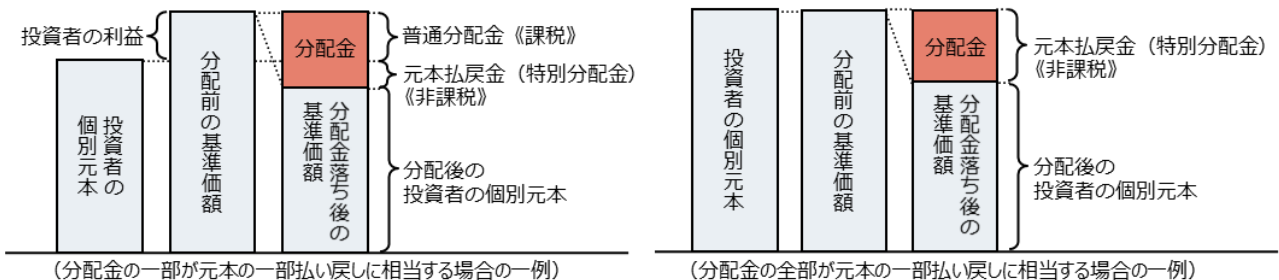 投資者の利益
投資者の
個別元本
分配前の基準価額
分配金
分配金落ち後の
基準価額
普通分配金《課税》
元本払戻金（特別分配金）
《非課税》
分配後の
投資者の個別元本
（分配金の一部が元本の一部払い戻しに相当する場合の一例）
投資者の個別元本
分配前の基準価額
分配金
分配金落ち後の
基準価額
元本払戻金（特別分配金）
《非課税》
分配後の
投資者の個別元本
（分配金の全部が元本の一部払い戻しに相当する場合の一例）